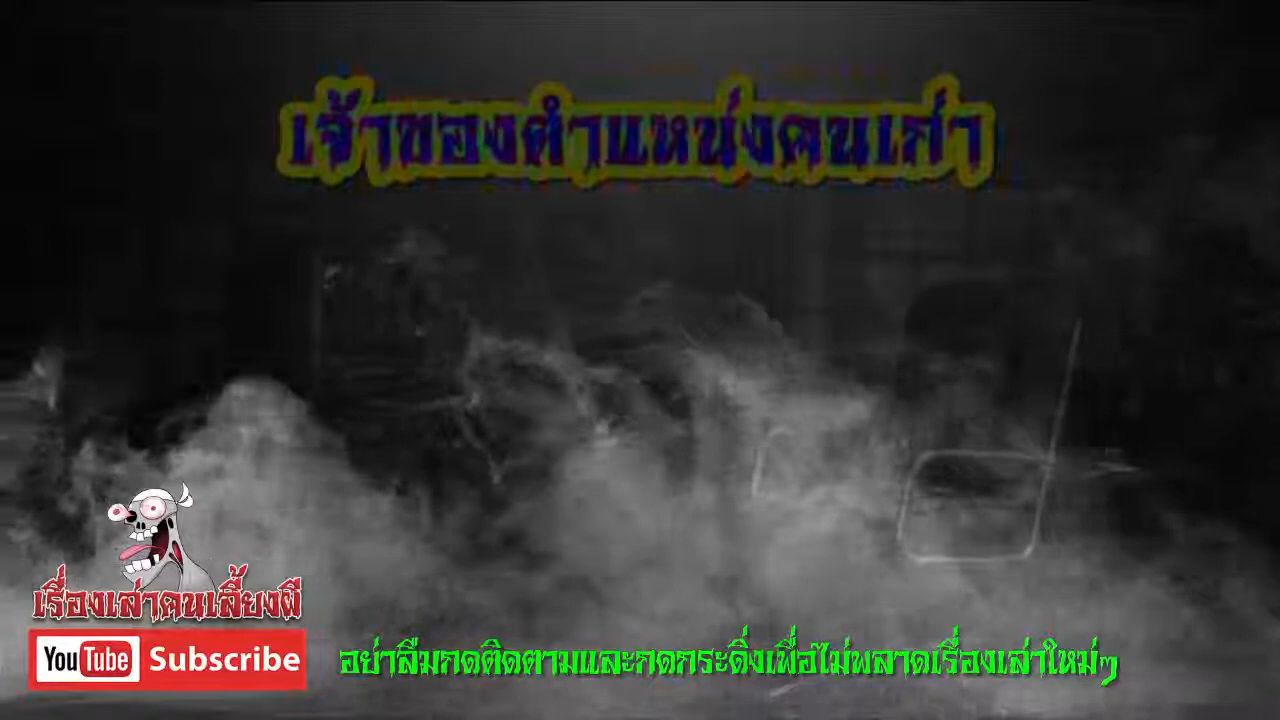 เจ้าของตำแหน่งคนเก่า
เรื่องเล่าคนเลี้ยงผี
YouTube Subscribe
อย่าลืมกดติดตามและกดกระดิ่งเพื่อไม่พลาดเรื่องเล่าใหม่ๆ